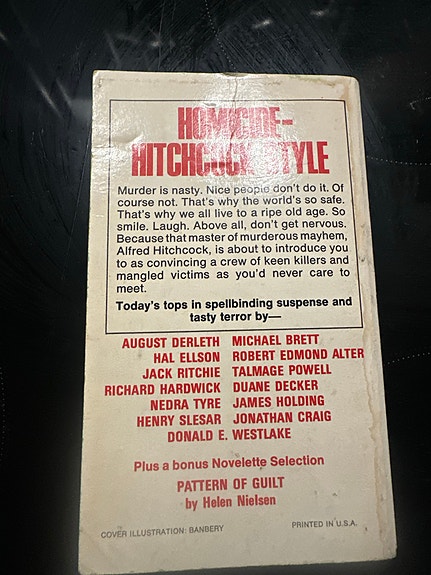 HOMICIDE-
HITCHCOCK STYLE
Murder is nasty. Nice people don't do it. Of
course not. That's why the world's so safe.
That's why we all live to a ripe old age. So
smile. Laugh. Above all, don't get nervous.
Because that master of murderous mayhem,
Alfred Hitchcock, is about to introduce you
to as convincing a crew of keen killers and
mangled victims as you'd never care to
meet.
Today's tops in spellbinding suspense and
tasty terror by—
AUGUST DERLETH MICHAEL BRETT
HAL ELLSON ROBERT EDMOND ALTER
JACK RITCHIE TALMAGE POWELL
RICHARD HARDWICK DUANE DECKER
NEDRA TYRE JAMES HOLDING
HENRY SLESAR JONATHAN CRAIG
DONALD E. WESTLAKE
Plus a bonus Novelette Selection
PATTERN OF GUILT
by Helen Nielsen
COVER ILLUSTRATION: BANBERY PRINTED IN U.S.A.